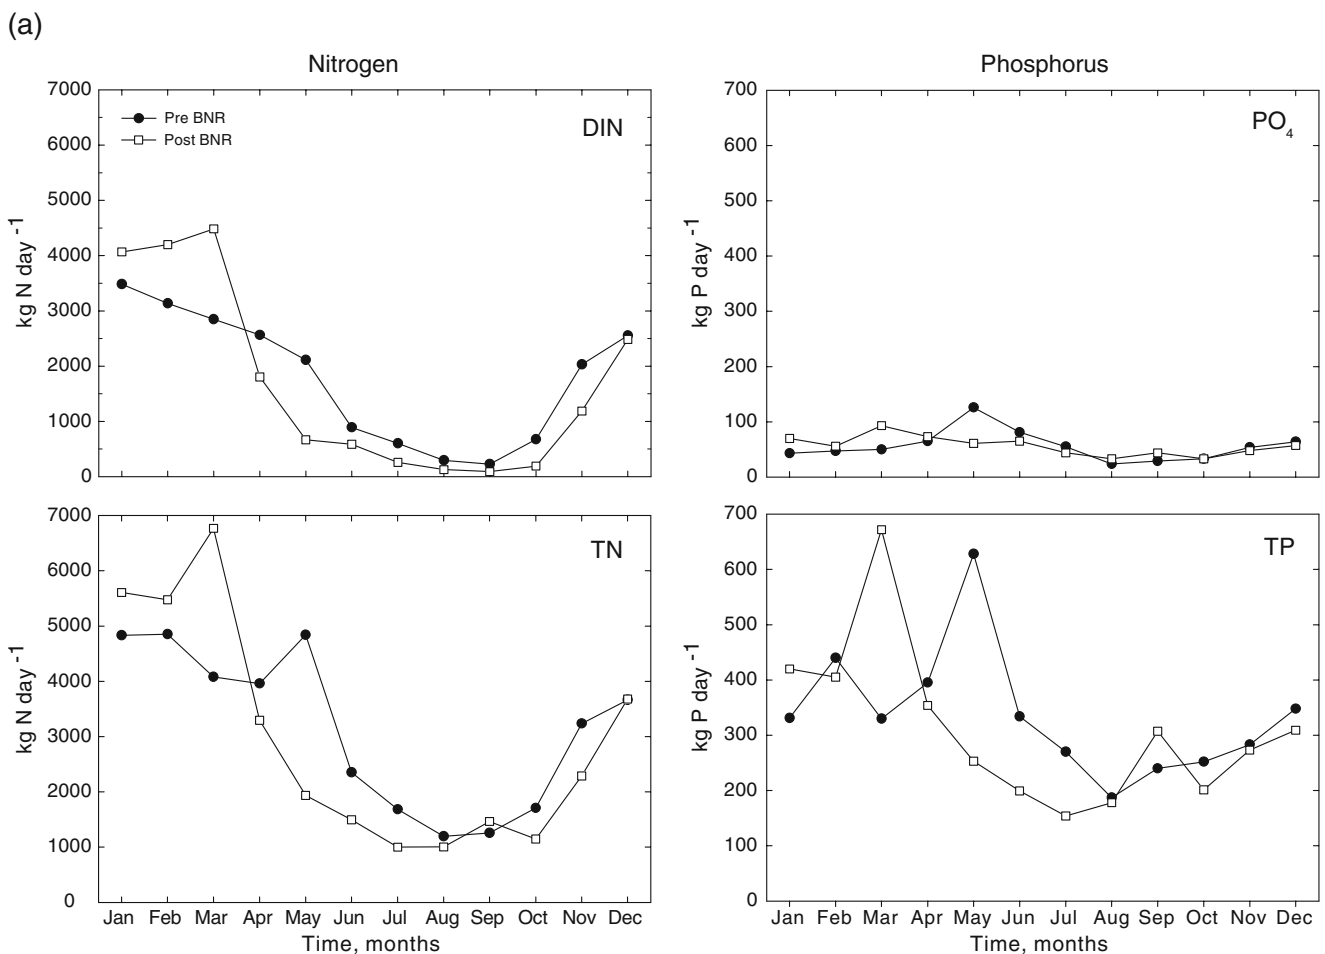 (a)
Nitrogen
Phosphorus
7000
6000
5000
4000
3000
2000
1000
0
kg N day -1
Pre BNR
Post BNR
DIN
700
600
500
400
300
200
100
0
kg P day -1
PO4
7000
6000
5000
4000
3000
2000
1000
0
kg N day -1
TN
Jan Feb Mar Apr May Jun Jul Aug Sep Oct Nov Dec
Time, months
700
600
500
400
300
200
100
0
kg P day -1
TP
Jan Feb Mar Apr May Jun Jul Aug Sep Oct Nov Dec
Time, months